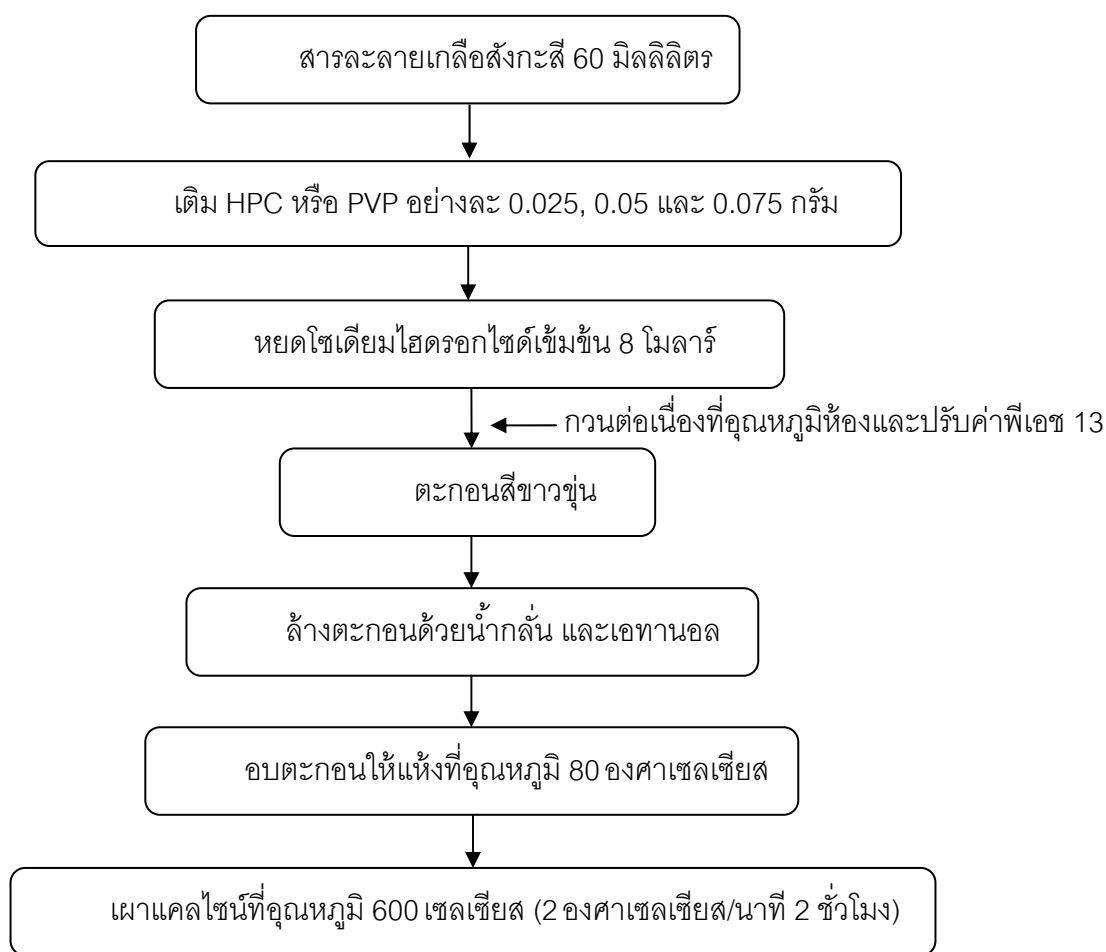 สารละลายเกลือสังกะสี 60 มิลลิลิตร
เติม HPC หรือ PVP อย่างละ 0.025, 0.05 และ 0.075 กรัม
หยดโซเดียมไฮดรอกไซด์เข้มข้น 8 โมลาร์
กวนต่อเนื่องที่อุณหภูมิห้องและปรับค่าพีเอช 13
ตะกอนสีขาวขุ่น
ล้างตะกอนด้วยน้ำกลั่น และเอทานอล
อบตะกอนให้แห้งที่อุณหภูมิ 80 องศาเซลเซียส
เผาแคลไซน์ที่อุณหภูมิ 600 เซลเซียส (2 องศาเซลเซียส/นาที 2 ชั่วโมง)